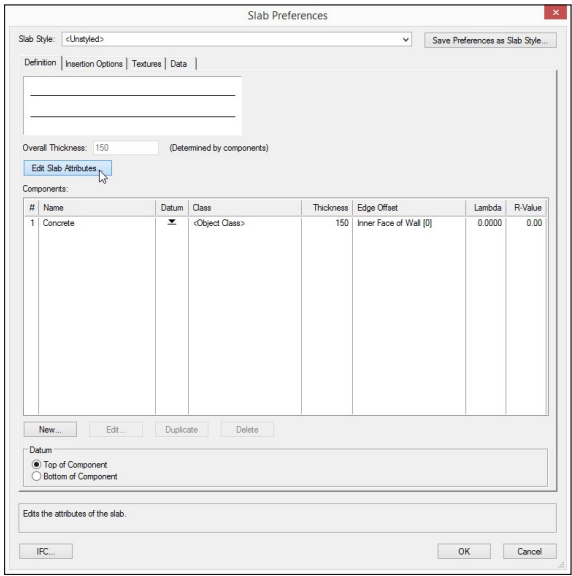 Slab Preferences
Slab Style: <Unstyled> Save Preferences as Slab Style...
Definition Insertion Options Textures Data
Overall Thickness: 150 (Determined by components)
Edit Slab Attributes...
Components:
# Name Datum Class Thickness Edge Offset Lambda R-Value
1 Concrete <Object Class> 150 Inner Face of Wall [0] 0.0000 0.00
New... Edit... Duplicate Delete
Datum
Top of Component
Bottom of Component
Edits the attributes of the slab.
IFC... OK Cancel